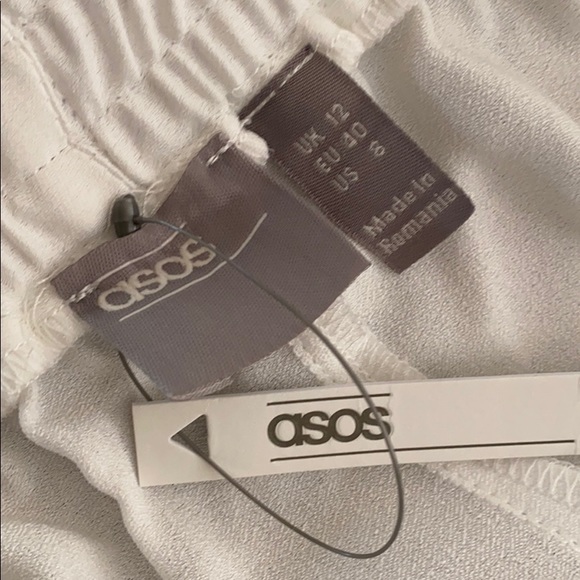 asos
UK 12
EU 40
US 8
Made in
Romania
asos